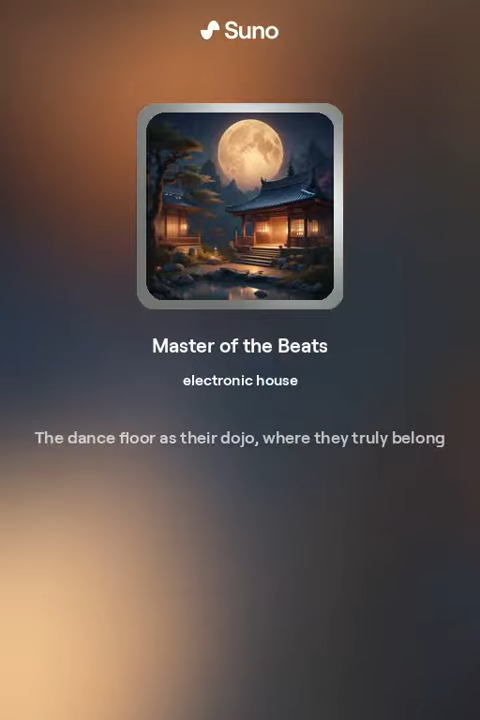 Suno
Master of the Beats
electronic house
The dance floor as their dojo, where they truly belong